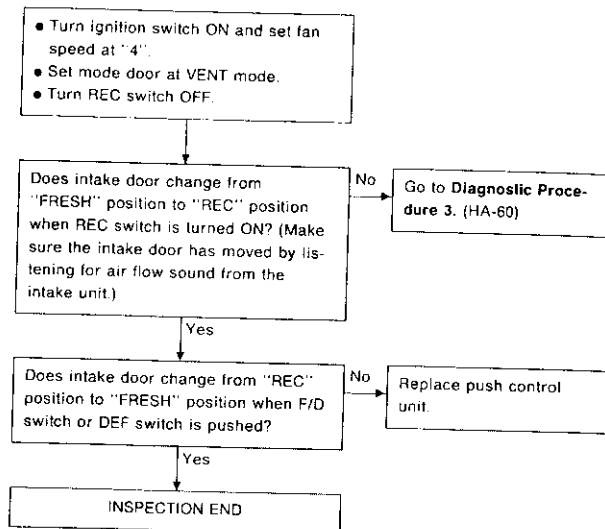 ● Turn ignition switch ON and set fan
speed at "4".
● Set mode door at VENT mode.
● Turn REC switch OFF.
Does intake door change from
"FRESH" position to "REC" position
when REC switch is turned ON? (Make
sure the intake door has moved by lis-
tening for air flow sound from the
intake unit.)
No
Go to Diagnostic Proce-
dure 3. (HA-60)
Yes
Does intake door change from "REC"
position to "FRESH" position when F/D
switch or DEF switch is pushed?
No
Replace push control
unit.
Yes
INSPECTION END